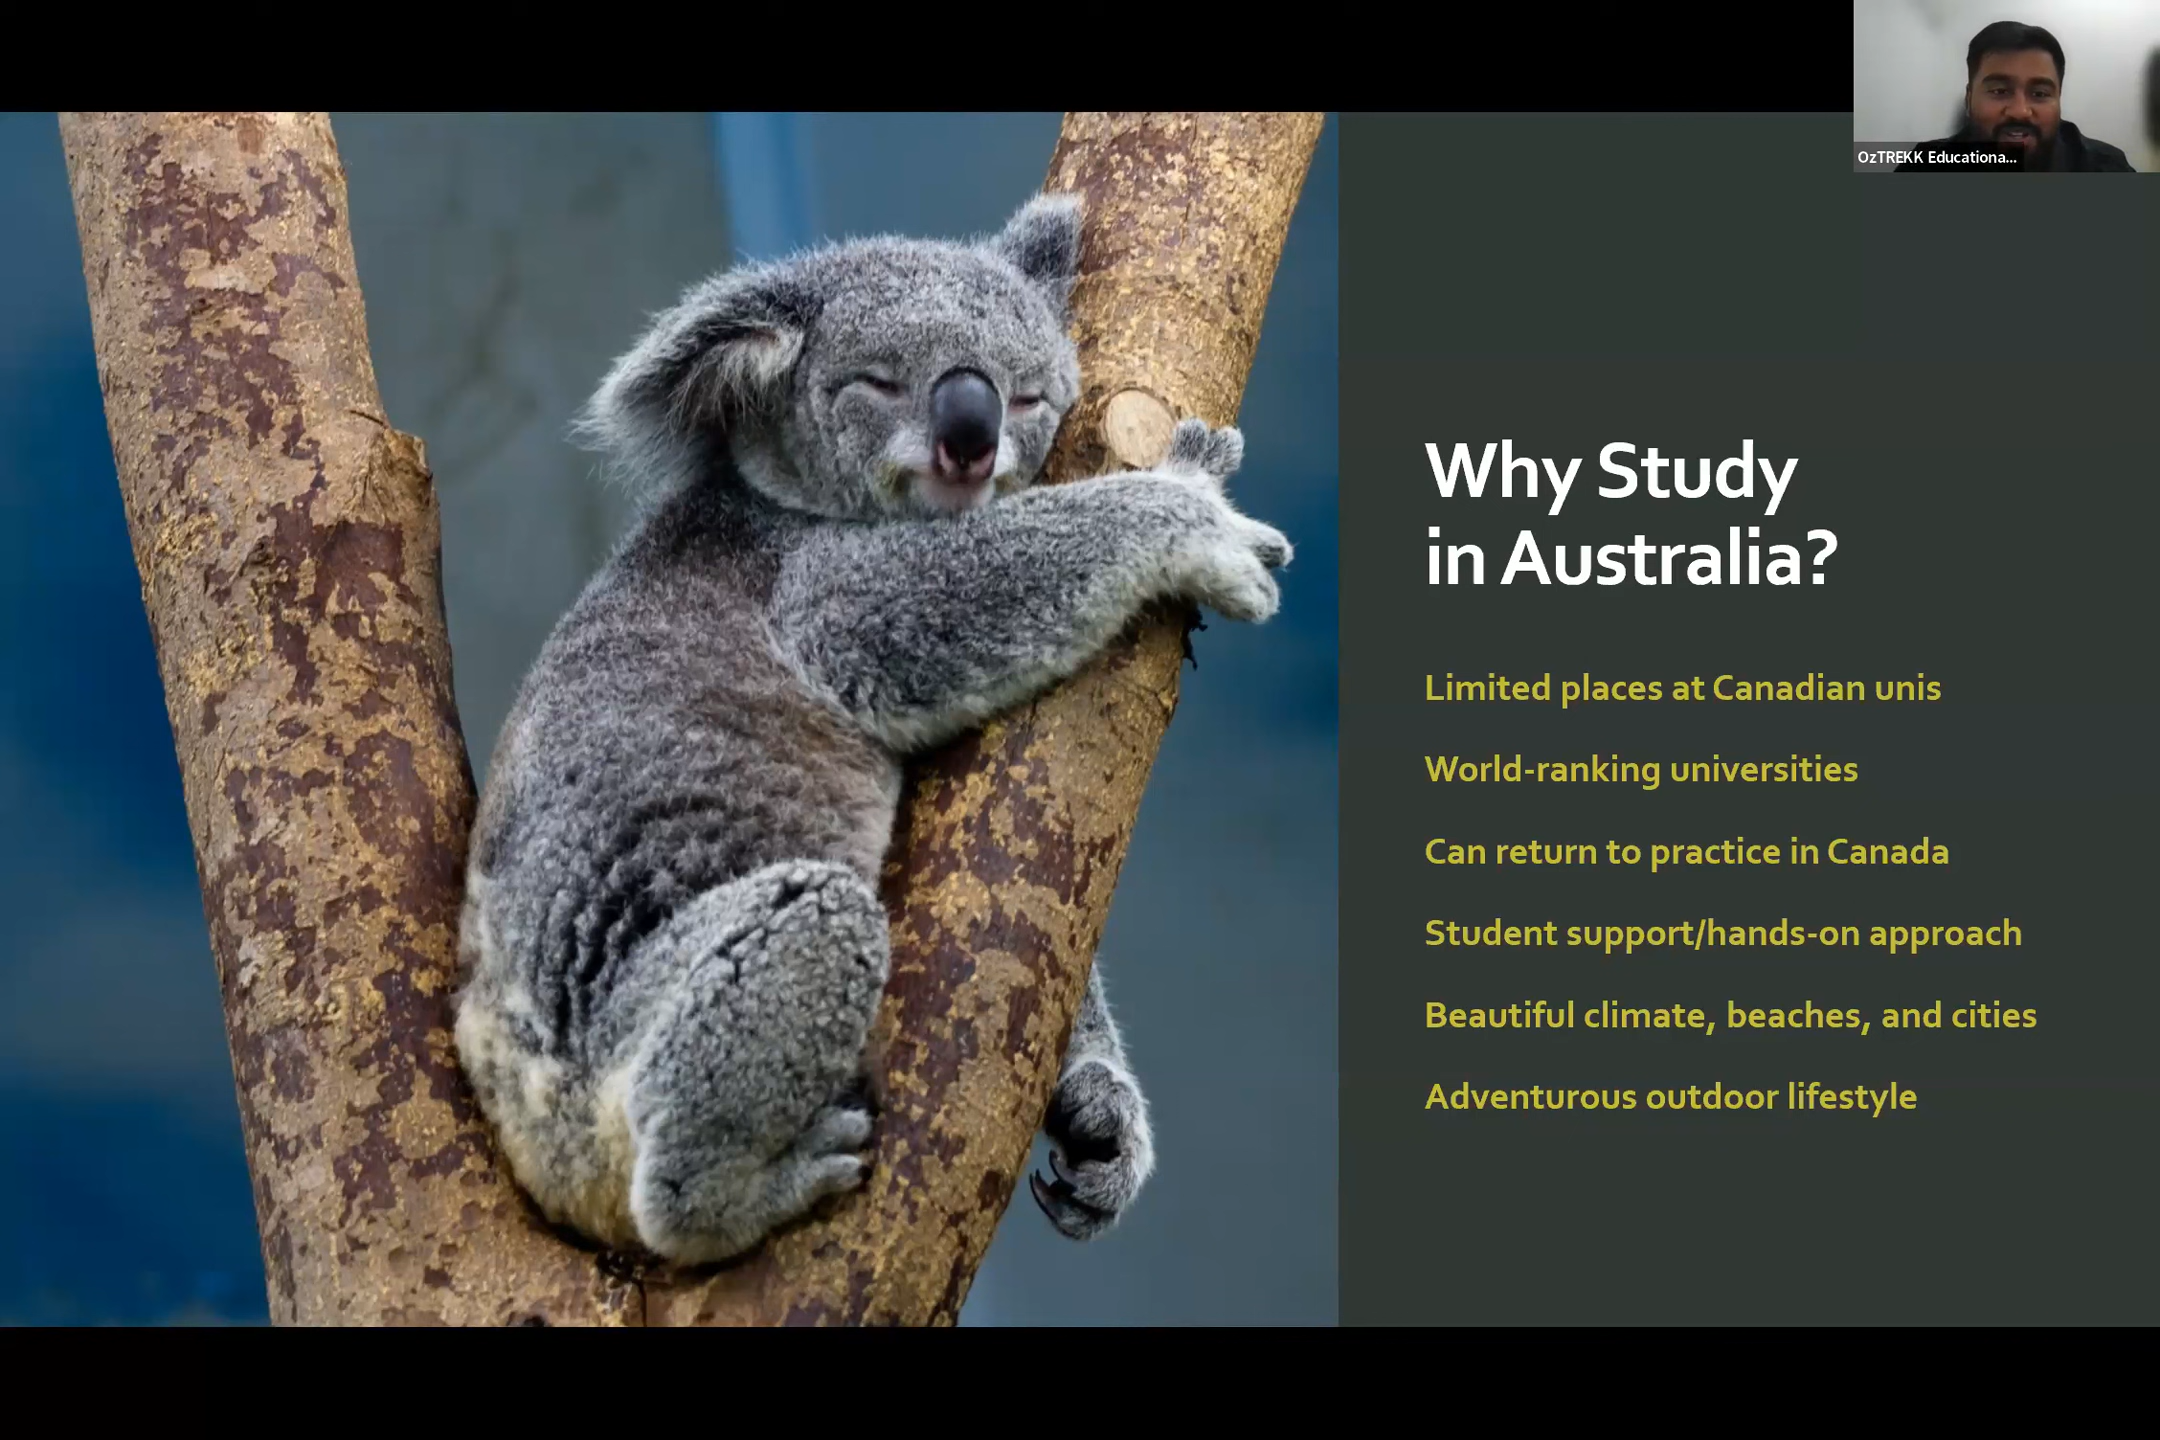 OzTREKK Educationa...
Why Study
in Australia?
Limited places at Canadian unis
World-ranking universities
Can return to practice in Canada
Student support/hands-on approach
Beautiful climate, beaches, and cities
Adventurous outdoor lifestyle